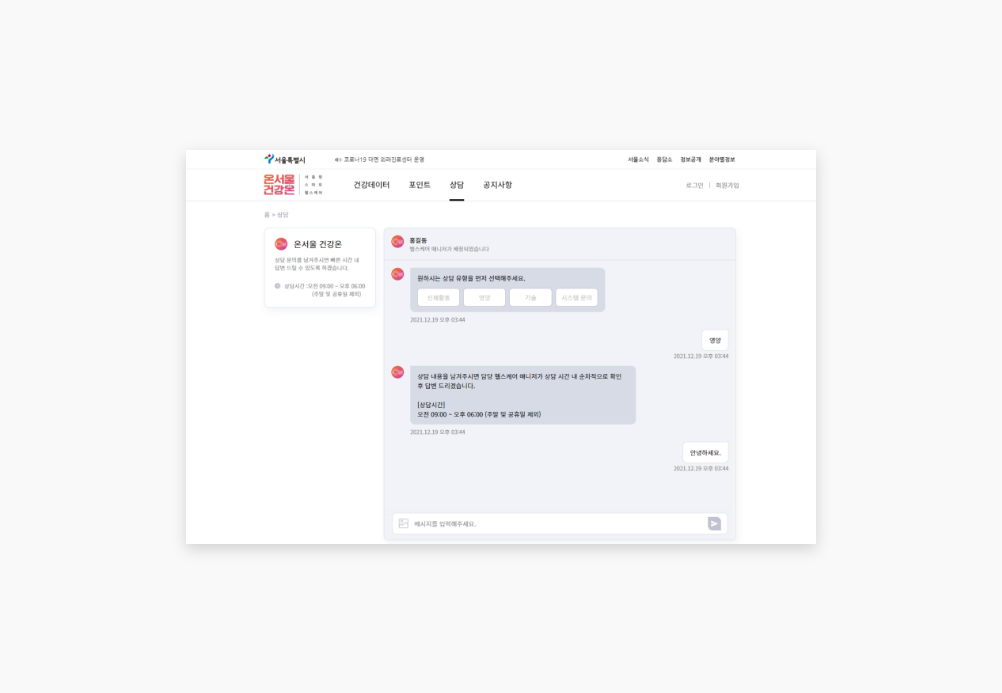 서울특별시
코로나19 대면 외래진료센터 운영
서울소식 응답소 정보공개 분야별정보
온서울
건강온
서울형
스마트
헬스케어
건강데이터 포인트 상담 공지사항
로그인 | 회원가입
홈 > 상담
온서울 건강온
상담 문의를 남겨주시면 빠른 시간 내
답변 드릴 수 있도록 하겠습니다.
상담시간 :오전 09:00 ~ 오후 06:00
(주말 및 공휴일 제외)
홍길동
헬스케어 매니저가 배정되었습니다
원하시는 상담 유형을 먼저 선택해주세요.
신체활동 영양 기술 시스템 문의
2021.12.19 오후 03:44
영양
2021.12.19 오후 03:44
상담 내용을 남겨주시면 담당 헬스케어 매니저가 상담 시간 내 순차적으로 확인
후 답변 드리겠습니다.
[상담시간]
오전 09:00 ~ 오후 06:00 (주말 및 공휴일 제외)
2021.12.19 오후 03:44
안녕하세요.
2021.12.19 오후 03:44
메시지를 입력해주세요.